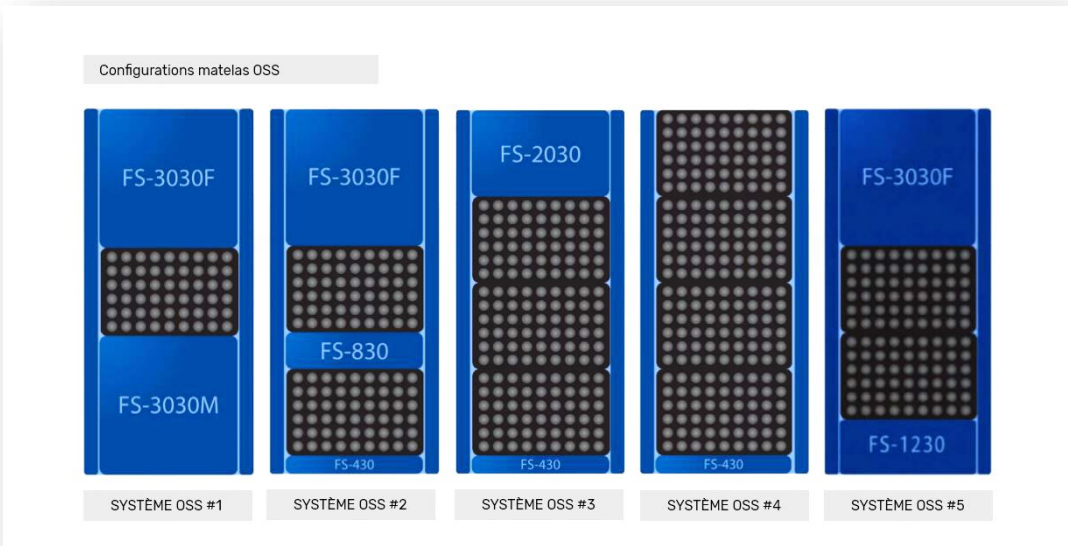 Configurations matelas OSS
FS-3030F
FS-3030M
SYSTÈME OSS #1
FS-3030F
FS-830
FS-430
SYSTÈME OSS #2
FS-2030
FS-430
SYSTÈME OSS #3
FS-430
SYSTÈME OSS #4
FS-3030F
FS-1230
SYSTÈME OSS #5